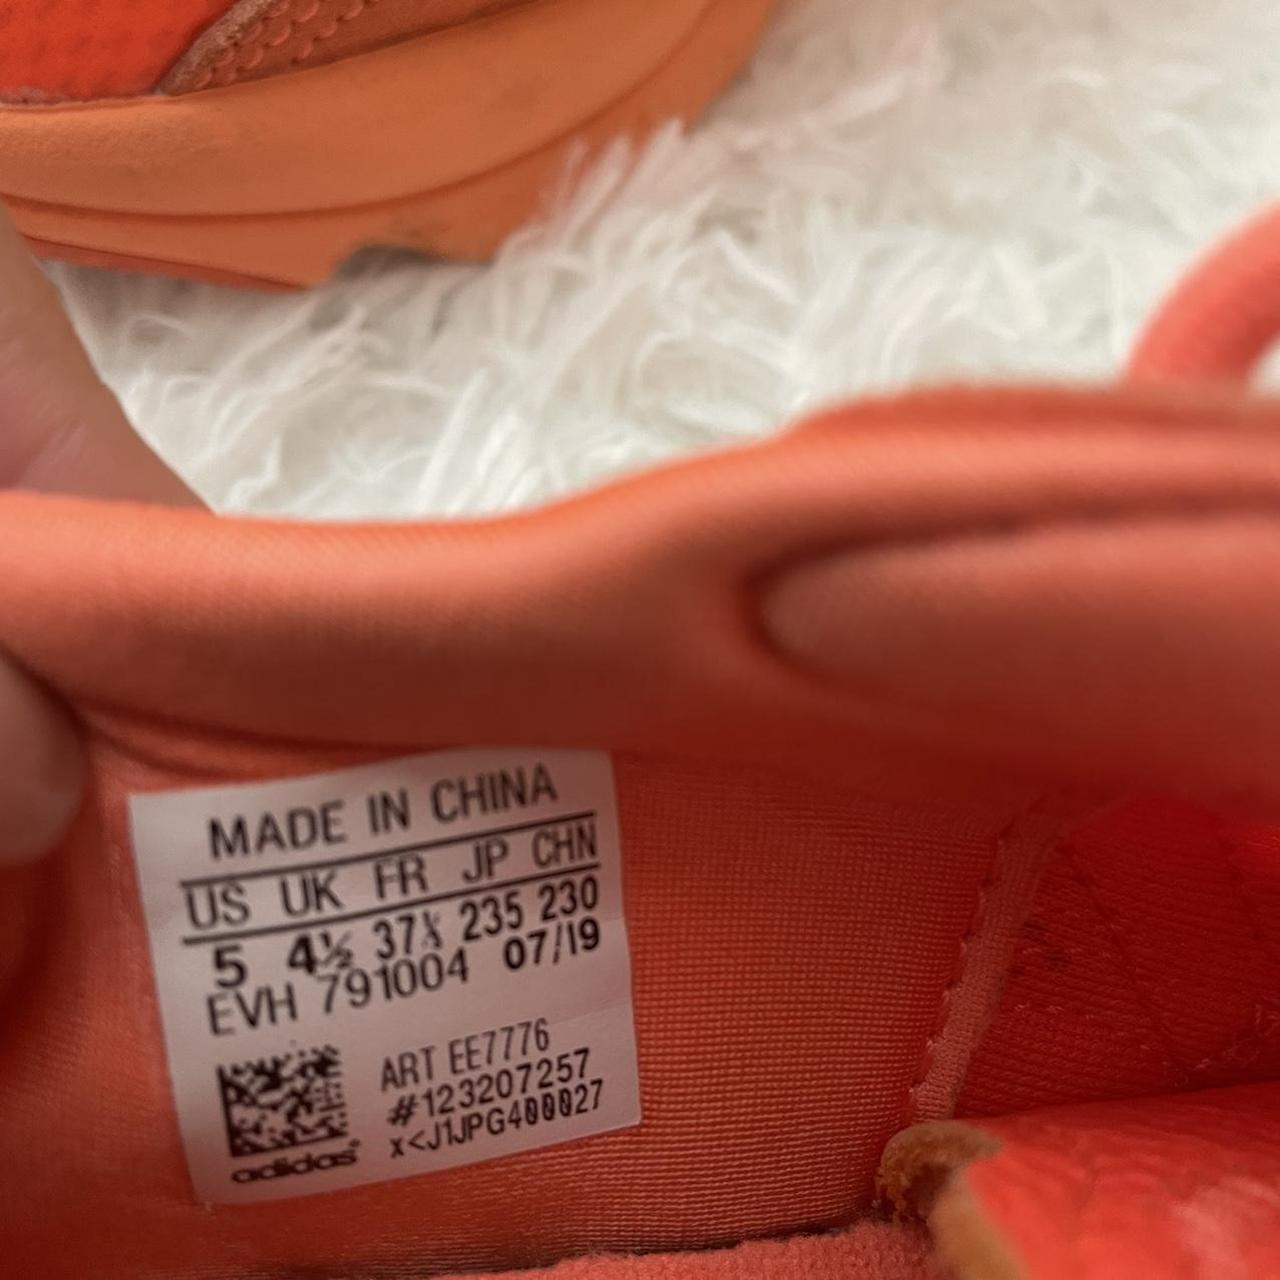 MADE IN CHINA
US UK FR JP CHN
5 4½ 37⅓ 235 230
EVH 791004 07/19
ART EE7776
#123207257
x<J1JPG400027
adidas